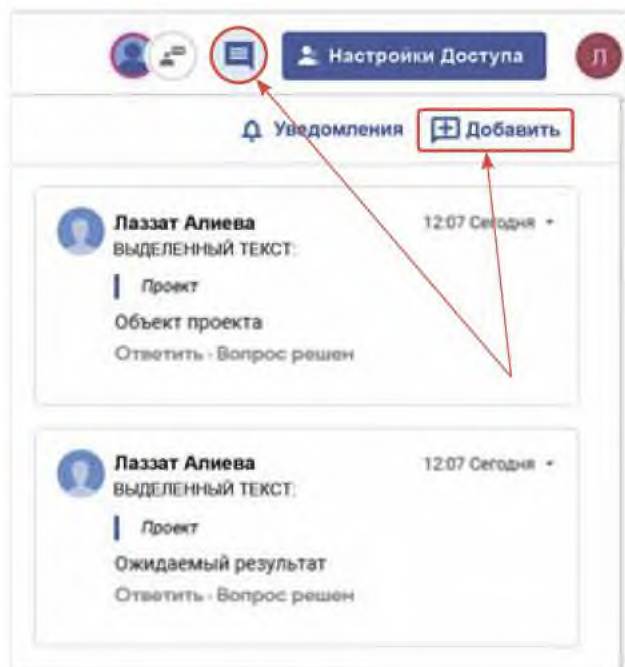 Настройки Доступа
Л
Уведомления
Добавить
Лаззат Алиева
12:07 Сегодня
ВЫДЕЛЕННЫЙ ТЕКСТ:
Проект
Объект проекта
Ответить · Вопрос решен
Лаззат Алиева
12:07 Сегодня
ВЫДЕЛЕННЫЙ ТЕКСТ:
Проект
Ожидаемый результат
Ответить · Вопрос решен